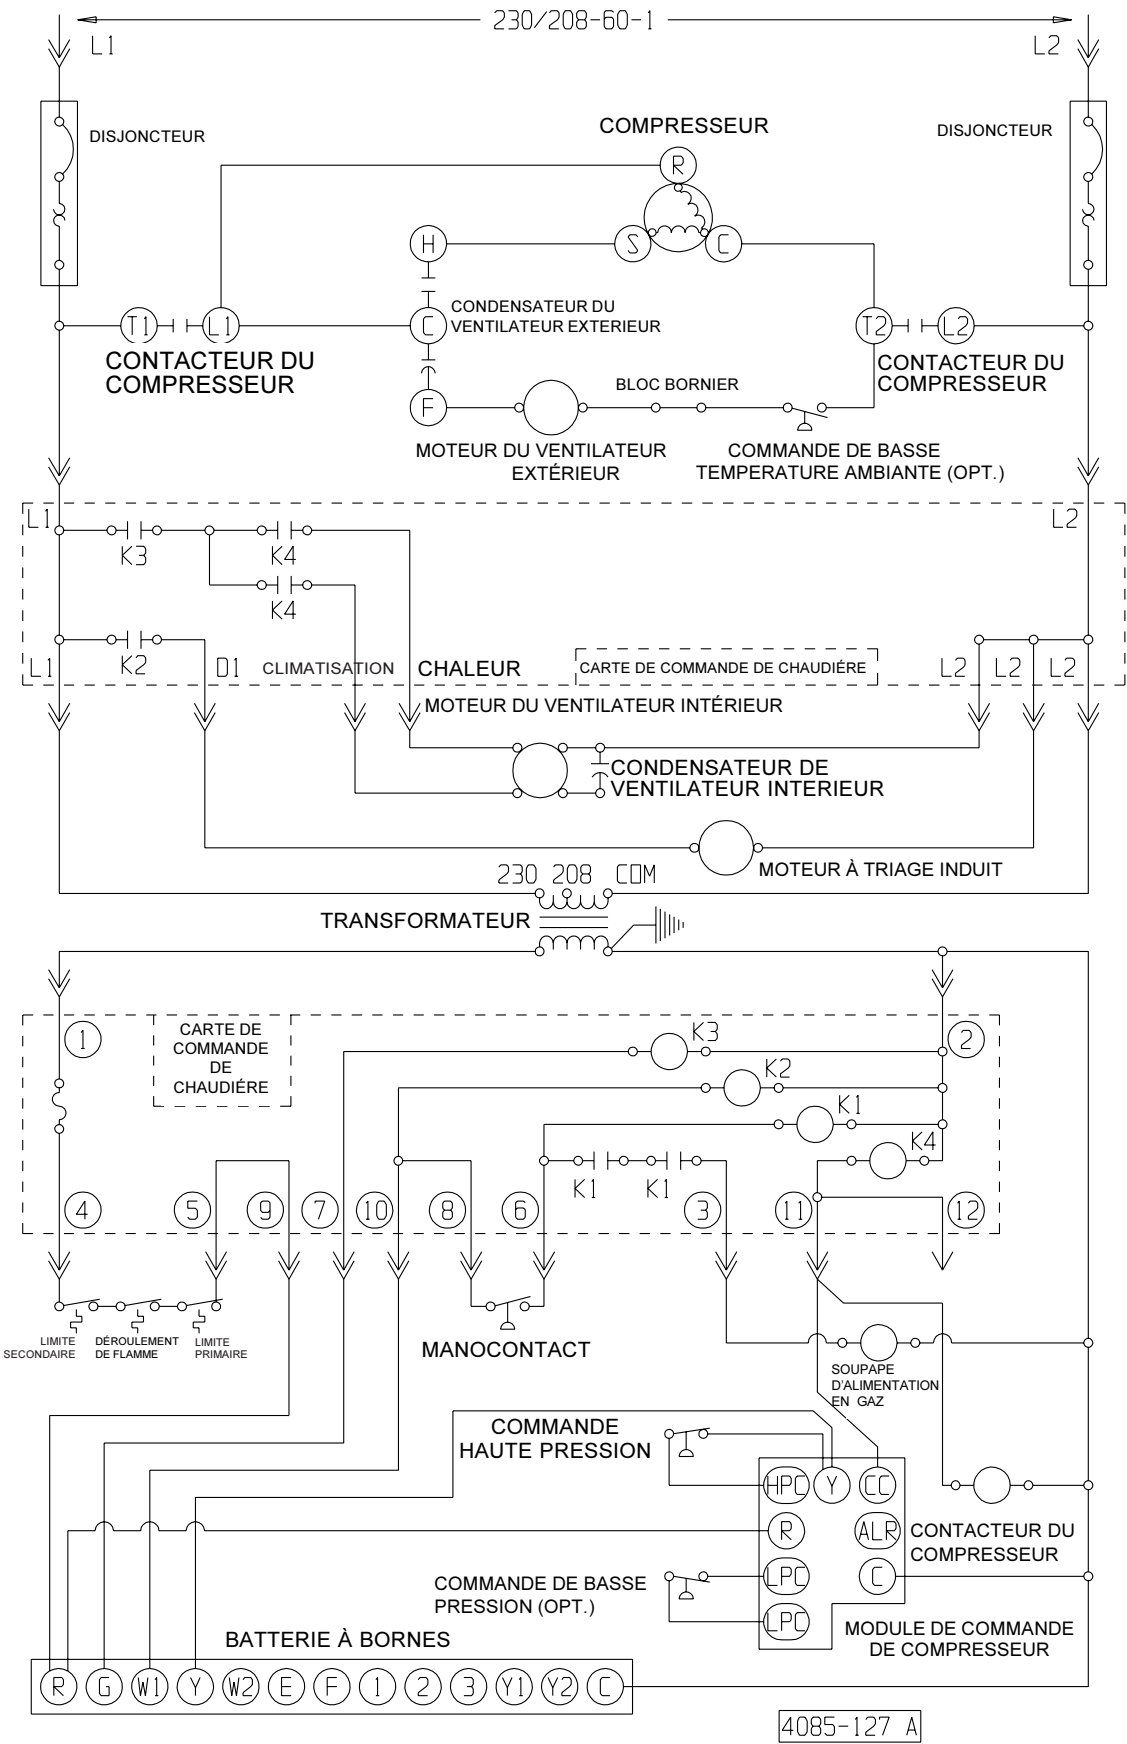 230/208-60-1
L1
L2
DISJONCTEUR
DISJONCTEUR
COMPRESSEUR
R
H
S
C
T1
L1
C
CONDENSATEUR DU
VENTILATEUR EXTERIEUR
T2
L2
CONTACTEUR DU
COMPRESSEUR
CONTACTEUR DU
COMPRESSEUR
F
BLOC BORNIER
MOTEUR DU VENTILATEUR
EXTÉRIEUR
COMMANDE DE BASSE
TEMPERATURE AMBIANTE (OPT.)
L1
L2
K3
K4
K4
L1
K2
D1
CLIMATISATION
CHALEUR
CARTE DE COMMANDE DE CHAUDIÉRE
L2
L2
L2
MOTEUR DU VENTILATEUR INTÉRIEUR
CONDENSATEUR DE
VENTILATEUR INTERIEUR
MOTEUR À TRIAGE INDUIT
230 208 COM
TRANSFORMATEUR
1
CARTE DE
COMMANDE
DE
CHAUDIÉRE
K3
2
K2
K1
K4
K1
K1
4
5
9
7
10
8
6
3
11
12
LIMITE
SECONDAIRE
DÉROULEMENT
DE FLAMME
LIMITE
PRIMAIRE
MANOCONTACT
SOUPAPE
D'ALIMENTATION
EN GAZ
COMMANDE
HAUTE PRESSION
HPC
Y
CC
R
ALR
CONTACTEUR DU
COMPRESSEUR
COMMANDE DE BASSE
PRESSION (OPT.)
LPC
C
LPC
MODULE DE COMMANDE
DE COMPRESSEUR
BATTERIE À BORNES
R G W1 Y W2 E F 1 2 3 Y1 Y2 C
4085-127 A